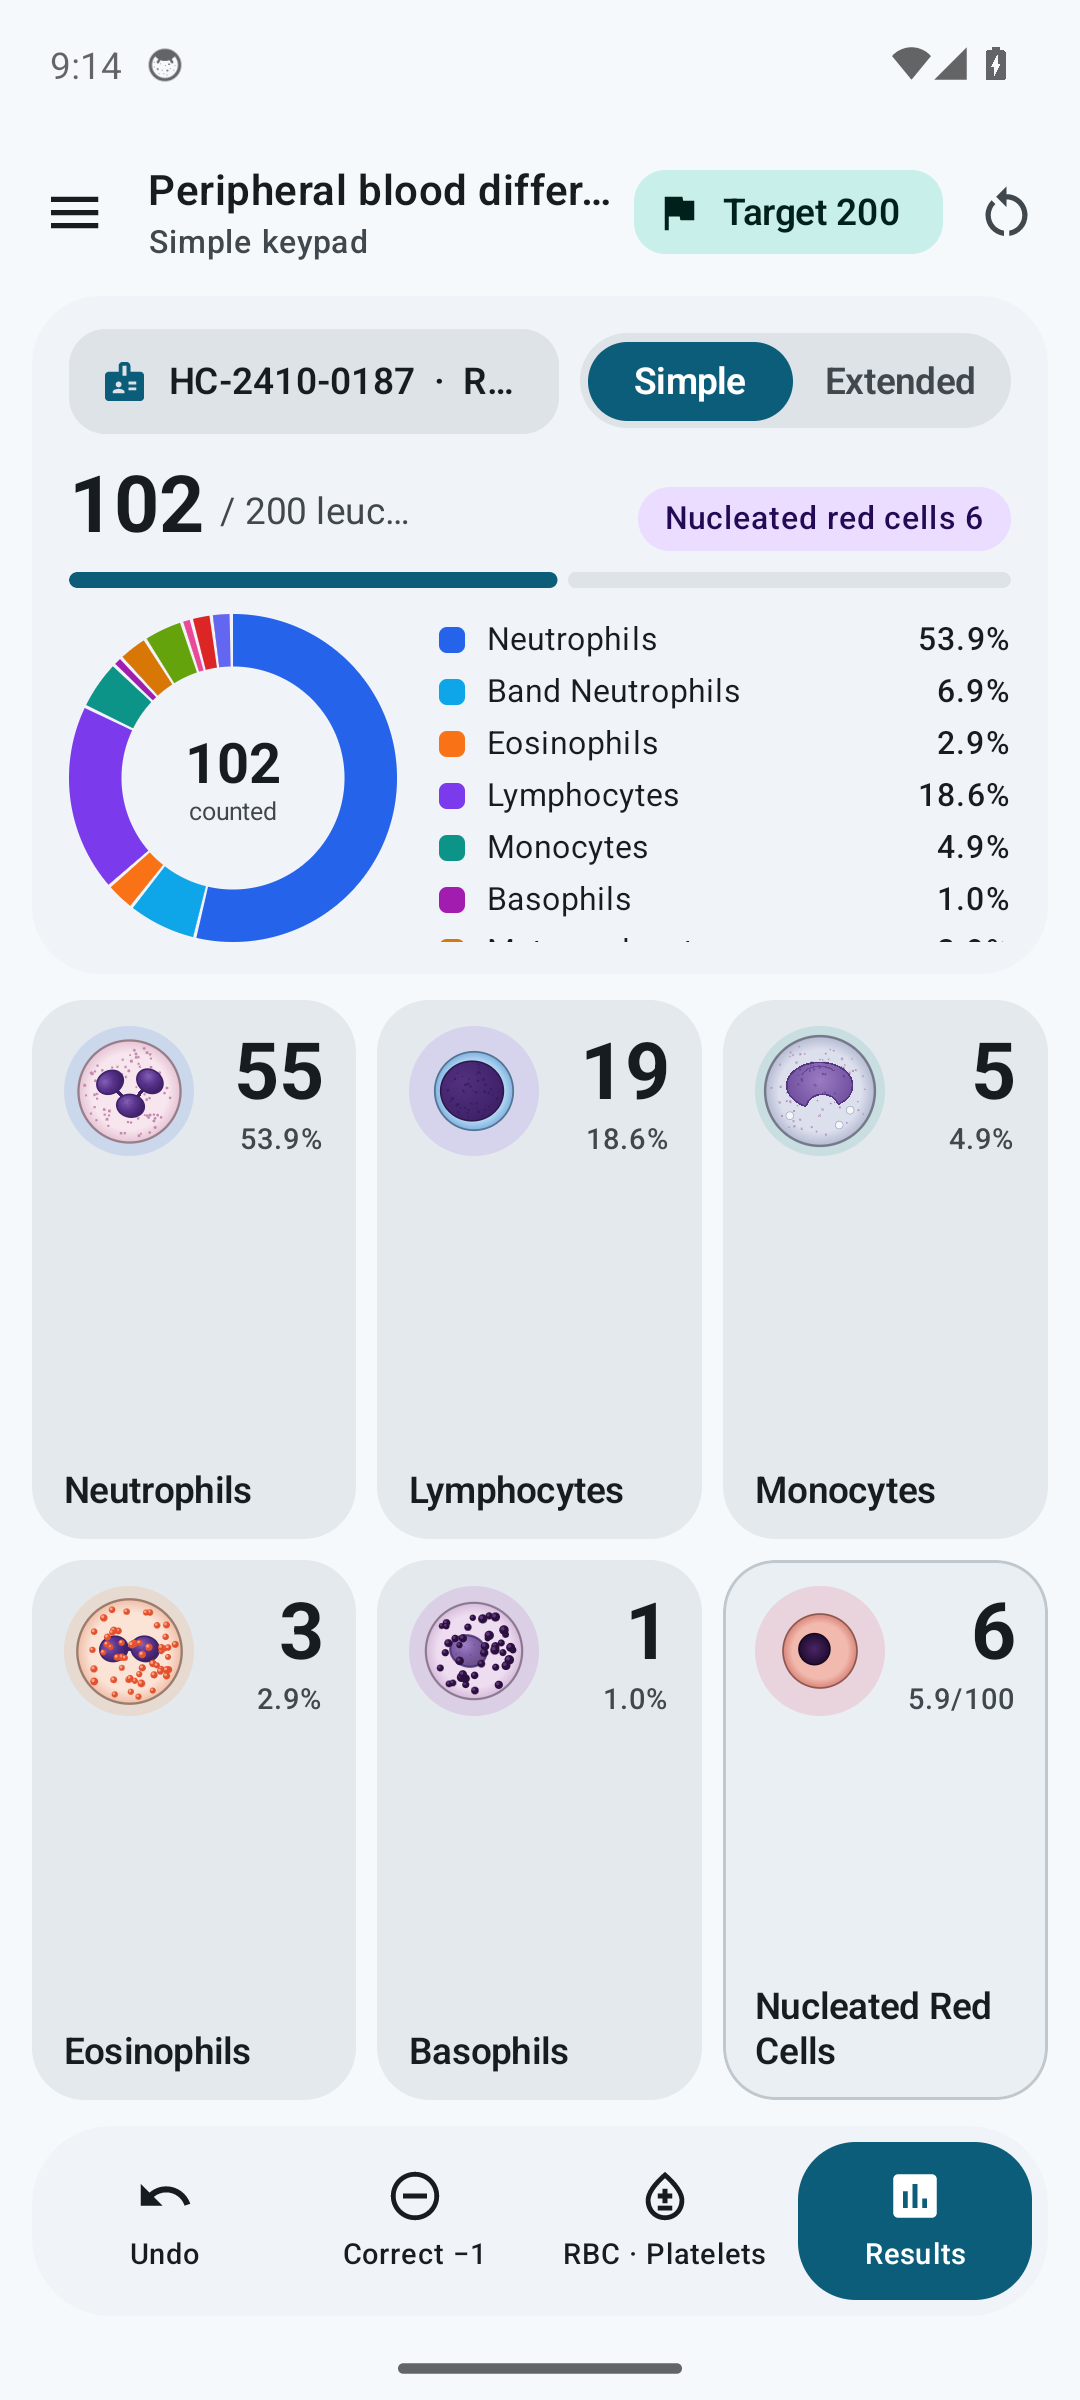 9:14
Peripheral blood differ...
Simple keypad
Target 200
HC-2410-0187 · R...
Simple
Extended
102 / 200 leuc...
Nucleated red cells 6
102
counted
Neutrophils 53.9%
Band Neutrophils 6.9%
Eosinophils 2.9%
Lymphocytes 18.6%
Monocytes 4.9%
Basophils 1.0%
55
53.9%
Neutrophils
19
18.6%
Lymphocytes
5
4.9%
Monocytes
3
2.9%
Eosinophils
1
1.0%
Basophils
6
5.9/100
Nucleated Red
Cells
Undo
Correct −1
RBC · Platelets
Results